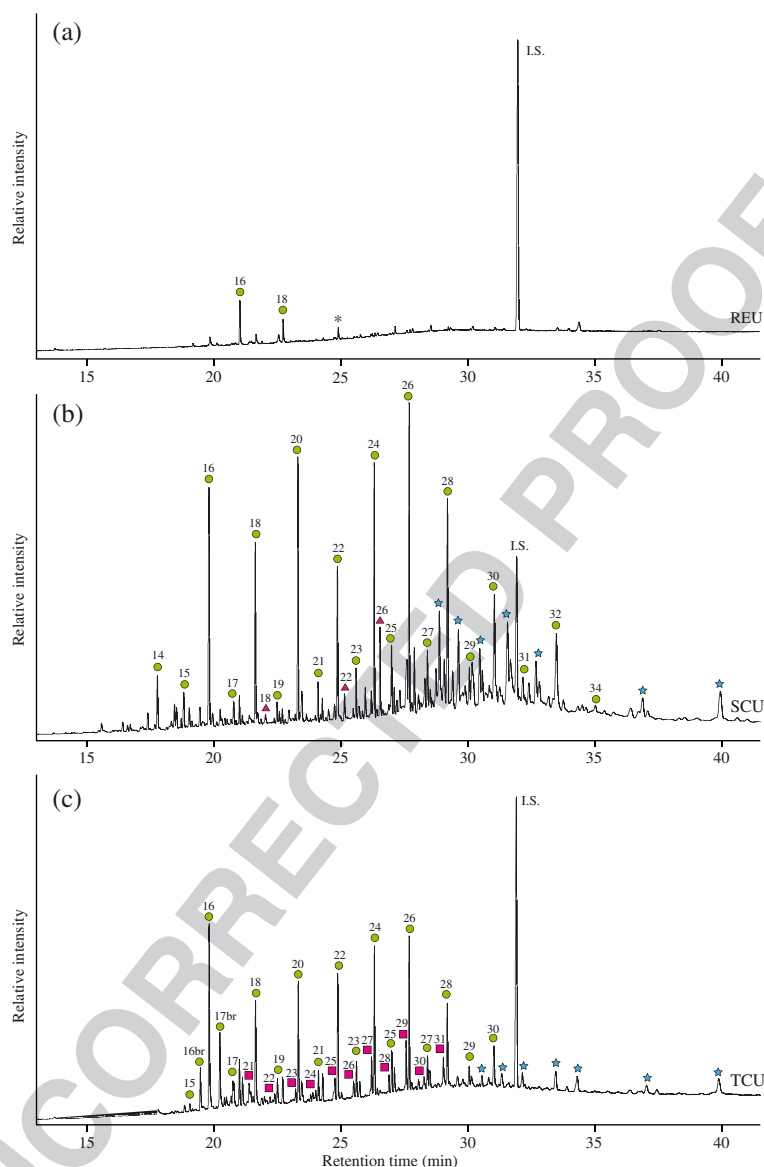 (a)
I.S.
Relative intensity
16
18
*
REU
15 20 25 30 35 40
(b)
26
20
24
16
28
18
22
I.S.
30
26
32
14
25
27
23
29
15
21
31
22
17
19
18
34
SCU
Relative intensity
15 20 25 30 35 40
(c)
I.S.
16
26
24
22
20
28
18
17br
29
30
25
23 27
31
27
16br
21
19
29
17
21
25
28
30
26
22
23
24
15
TCU
Relative intensity
15 20 25 30 35 40
Retention time (min)
INCORRECTED PROOF